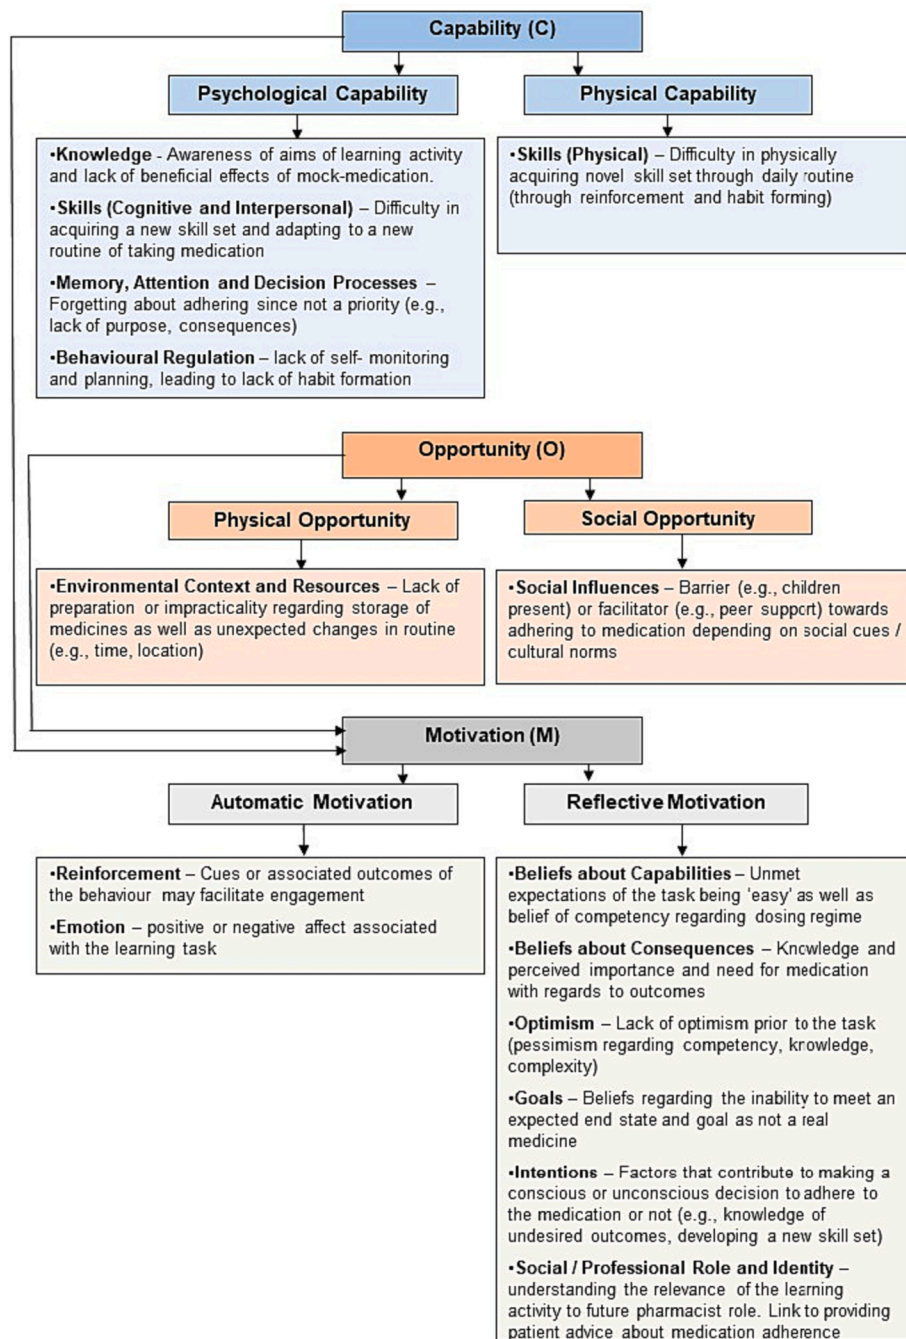 Capability (C)
Psychological Capability
Physical Capability
•Knowledge - Awareness of aims of learning activity
and lack of beneficial effects of mock-medication.
•Skills (Cognitive and Interpersonal) – Difficulty in
acquiring a new skill set and adapting to a new
routine of taking medication
•Memory, Attention and Decision Processes –
Forgetting about adhering since not a priority (e.g.,
lack of purpose, consequences)
•Behavioural Regulation – lack of self- monitoring
and planning, leading to lack of habit formation
•Skills (Physical) – Difficulty in physically
acquiring novel skill set through daily routine
(through reinforcement and habit forming)
Opportunity (O)
Physical Opportunity
Social Opportunity
•Environmental Context and Resources – Lack of
preparation or impracticality regarding storage of
medicines as well as unexpected changes in routine
(e.g., time, location)
•Social Influences – Barrier (e.g., children
present) or facilitator (e.g., peer support) towards
adhering to medication depending on social cues /
cultural norms
Motivation (M)
Automatic Motivation
Reflective Motivation
•Reinforcement – Cues or associated outcomes of
the behaviour may facilitate engagement
•Emotion – positive or negative affect associated
with the learning task
•Beliefs about Capabilities – Unmet
expectations of the task being 'easy' as well as
belief of competency regarding dosing regime
•Beliefs about Consequences – Knowledge and
perceived importance and need for medication
with regards to outcomes
•Optimism – Lack of optimism prior to the task
(pessimism regarding competency, knowledge,
complexity)
•Goals – Beliefs regarding the inability to meet an
expected end state and goal as not a real
medicine
•Intentions – Factors that contribute to making a
conscious or unconscious decision to adhere to
the medication or not (e.g., knowledge of
undesired outcomes, developing a new skill set)
•Social / Professional Role and Identity –
understanding the relevance of the learning
activity to future pharmacist role. Link to providing
patient advice about medication adherence